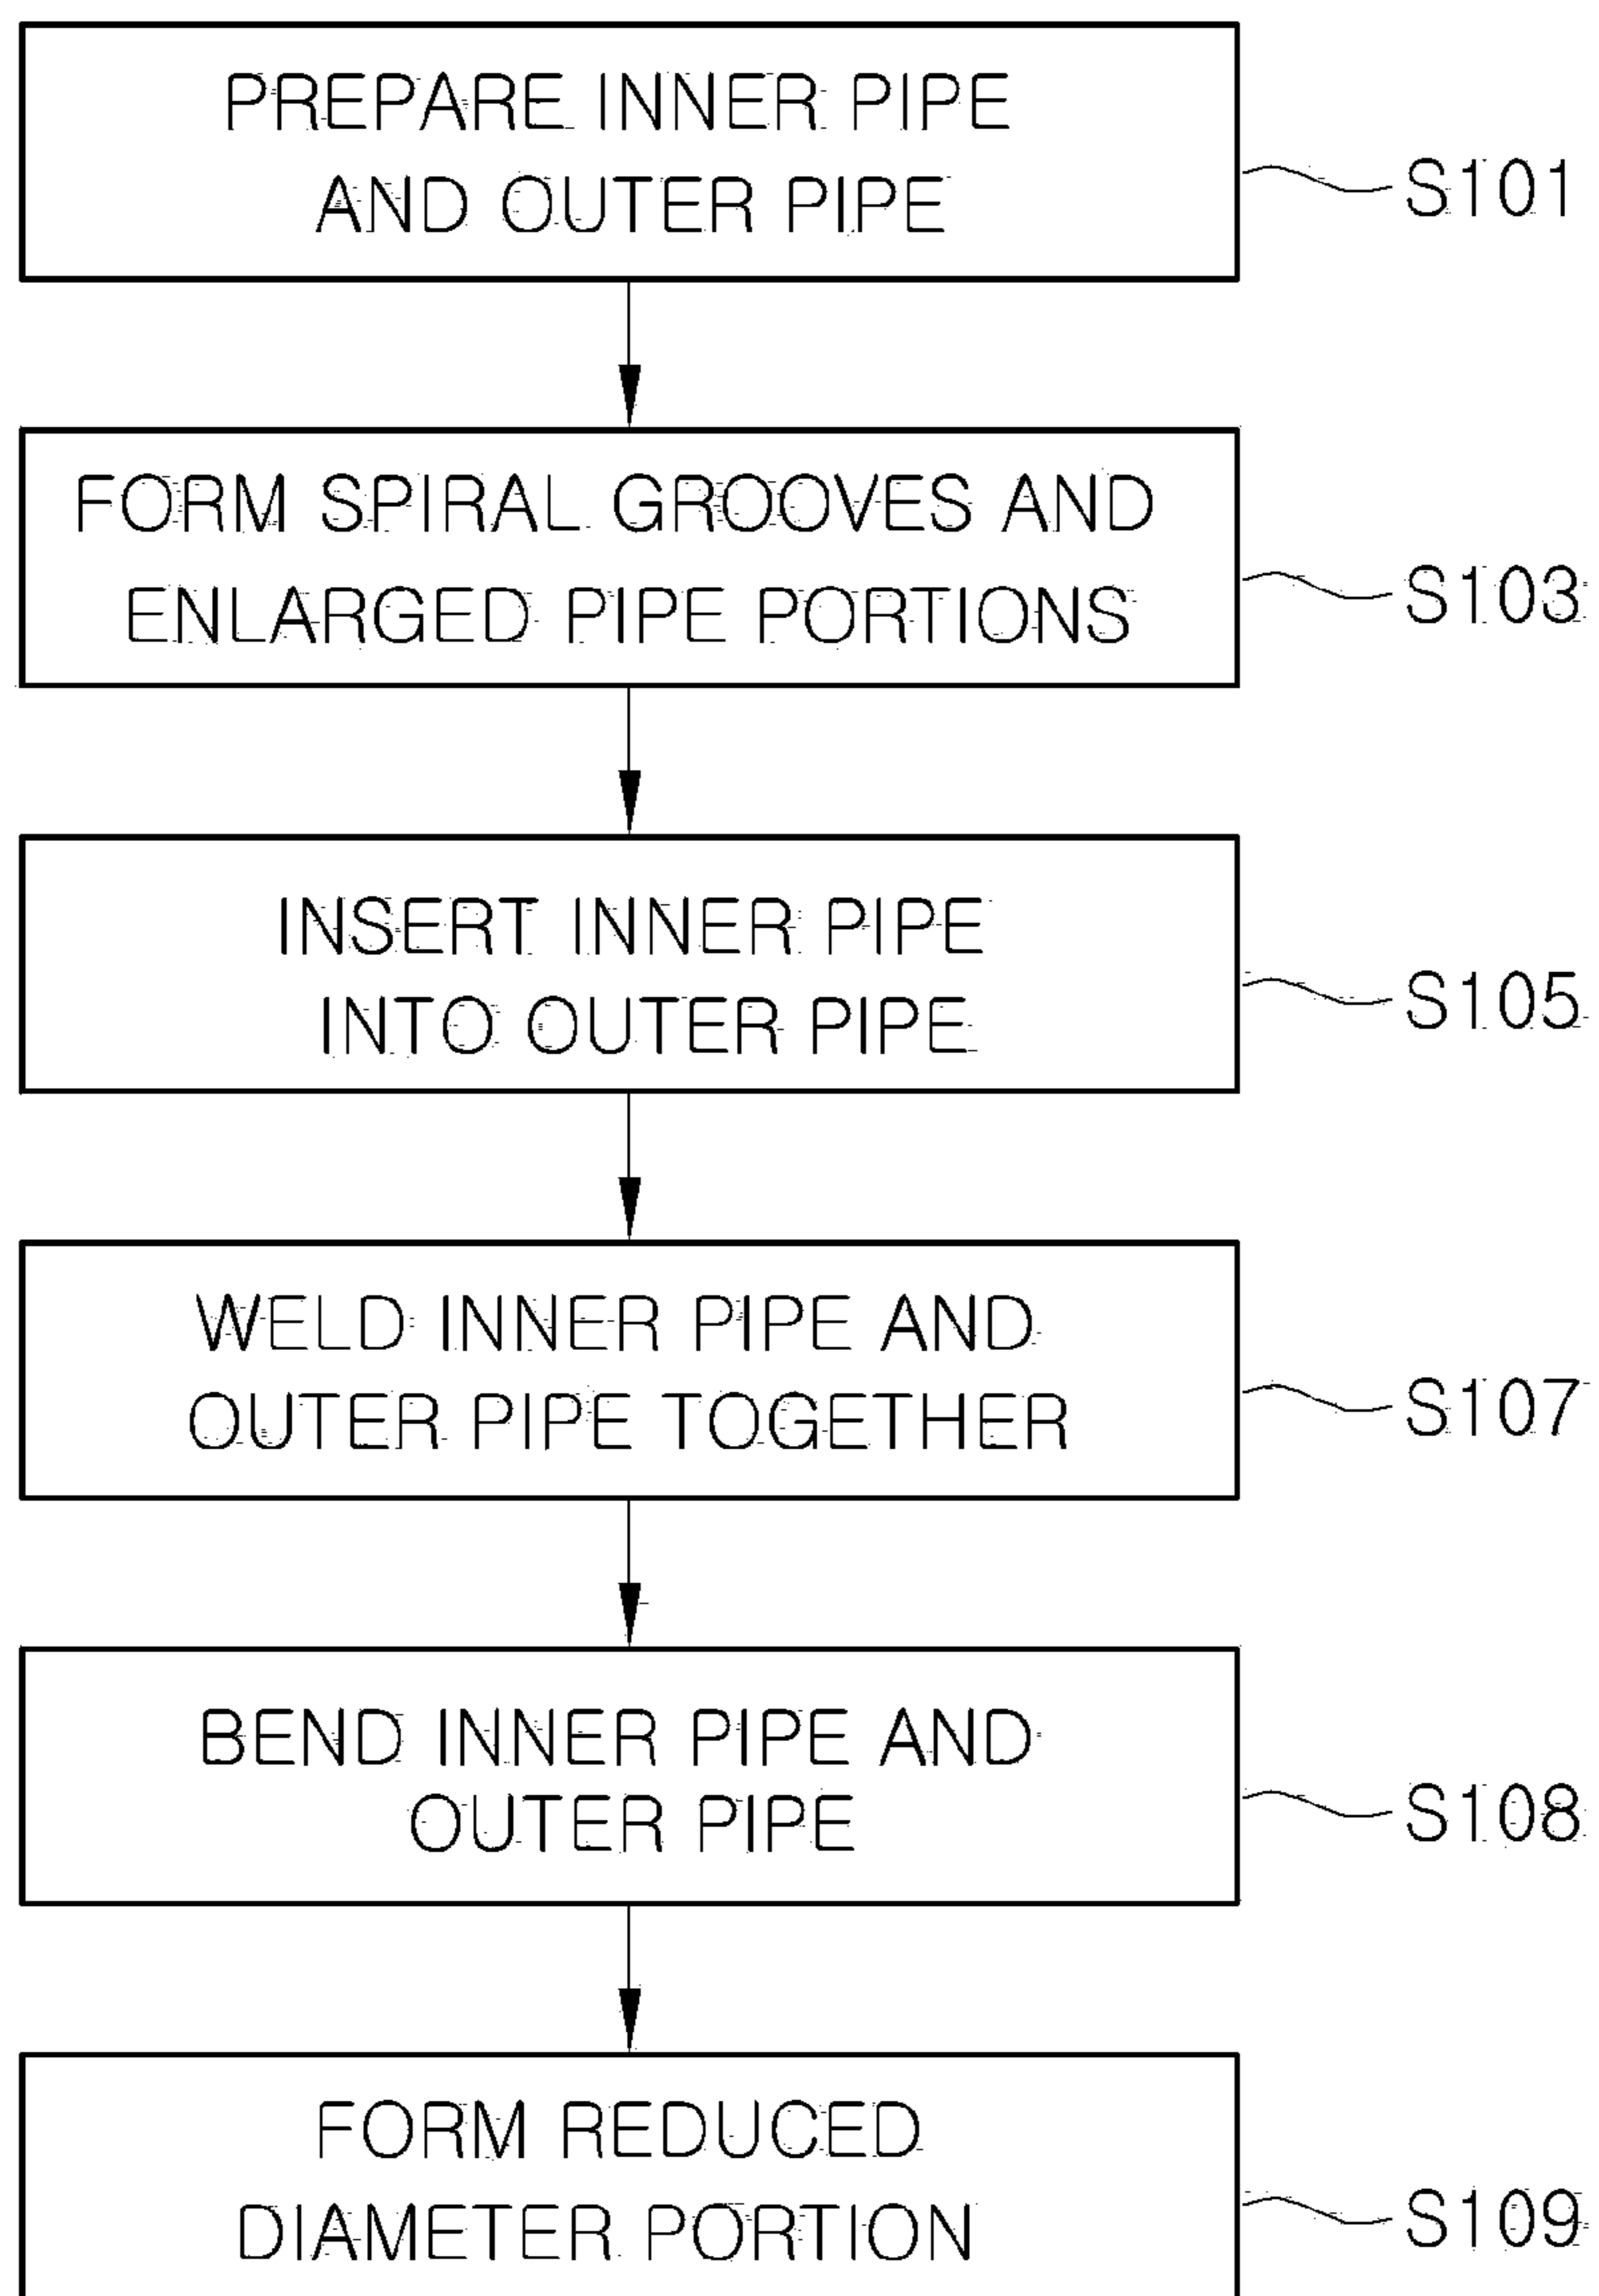 PREPARE INNER PIPE
AND OUTER PIPE
S101
FORM SPIRAL GROOVES AND
ENLARGED PIPE PORTIONS
S103
INSERT INNER PIPE
INTO OUTER PIPE
S105
WELD INNER PIPE AND
OUTER PIPE TOGETHER
S107
BEND INNER PIPE AND
OUTER PIPE
S108
FORM REDUCED
DIAMETER PORTION
S109